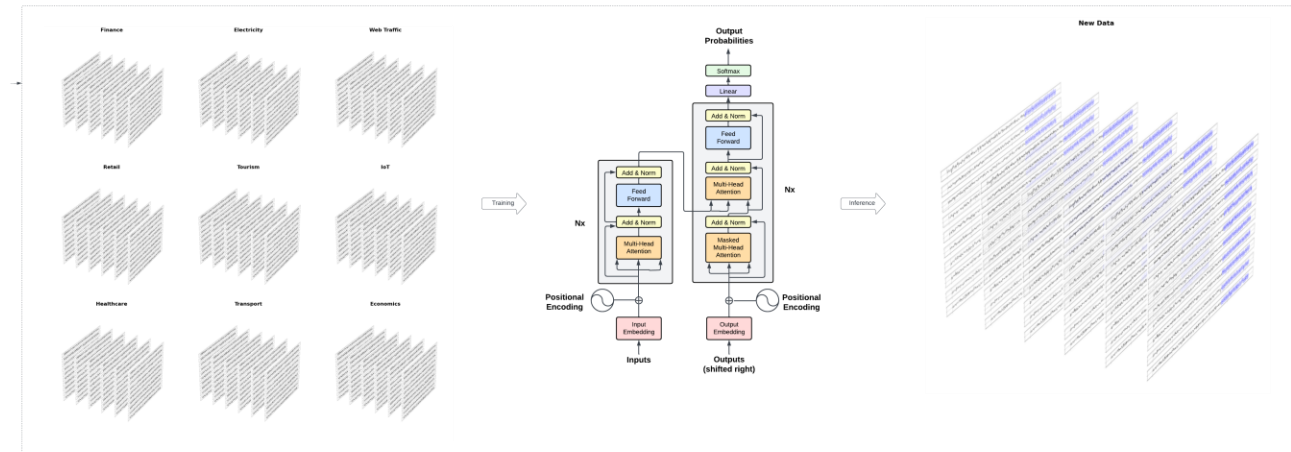 Finance
Electricity
Web Traffic
Retail
Tourism
IoT
Healthcare
Transport
Economics
Training
Output
Probabilities
Softmax
Linear
Add & Norm
Feed
Forward
Add & Norm
Multi-Head
Attention
Add & Norm
Masked
Multi-Head
Attention
Nx
Add & Norm
Feed
Forward
Add & Norm
Multi-Head
Attention
Nx
Positional
Encoding
Positional
Encoding
Input
Embedding
Output
Embedding
Inputs
Outputs
(shifted right)
Inference
New Data